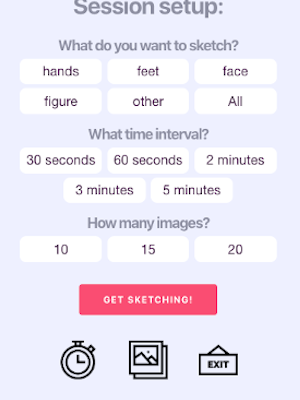 Session setup:
What do you want to sketch?
hands feet face
figure other All
What time interval?
30 seconds 60 seconds 2 minutes
3 minutes 5 minutes
How many images?
10 15 20
GET SKETCHING!
EXIT